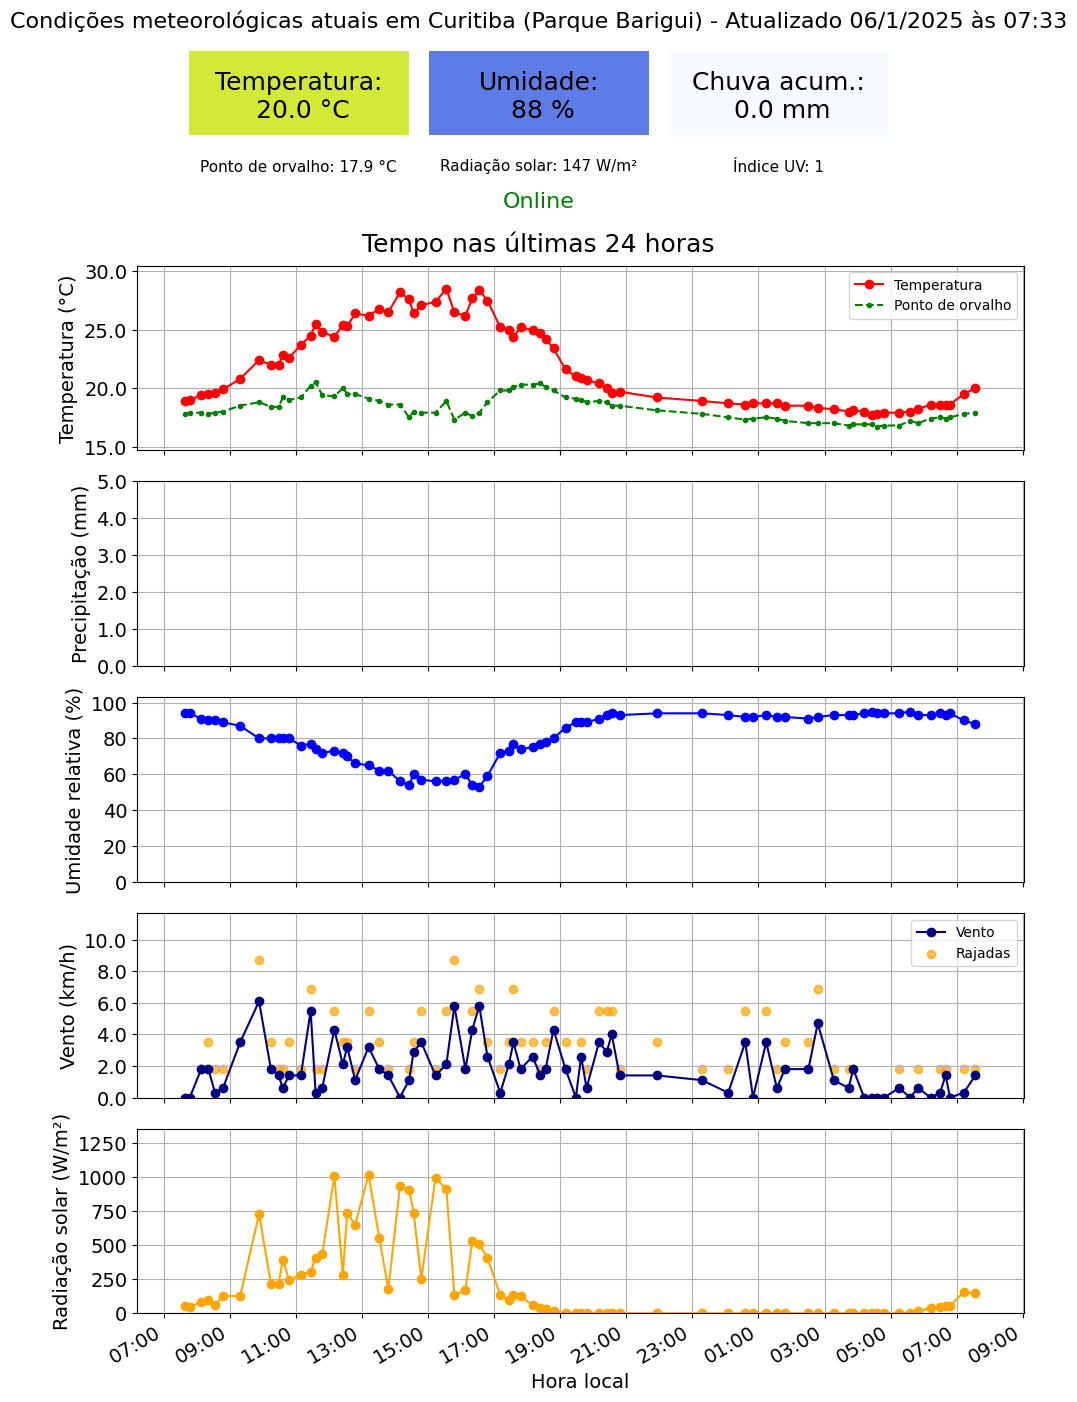 Condições meteorológicas atuais em Curitiba (Parque Barigui) - Atualizado 06/1/2025 às 07:33
Temperatura:
20.0 °C
Umidade:
88 %
Chuva acum.:
0.0 mm
Ponto de orvalho: 17.9 °C
Radiação solar: 147 W/m²
Índice UV: 1
Online
Tempo nas últimas 24 horas
Temperatura (°C)
30.0
25.0
20.0
15.0
Temperatura
Ponto de orvalho
Precipitação (mm)
5.0
4.0
3.0
2.0
1.0
0.0
Umidade relativa (%)
100
80
60
40
20
0
Vento (km/h)
10.0
8.0
6.0
4.0
2.0
0.0
Vento
Rajadas
Radiação solar (W/m²)
1250
1000
750
500
250
0
07:00
09:00
11:00
13:00
15:00
17:00
19:00
21:00
23:00
01:00
03:00
05:00
07:00
09:00
Hora local